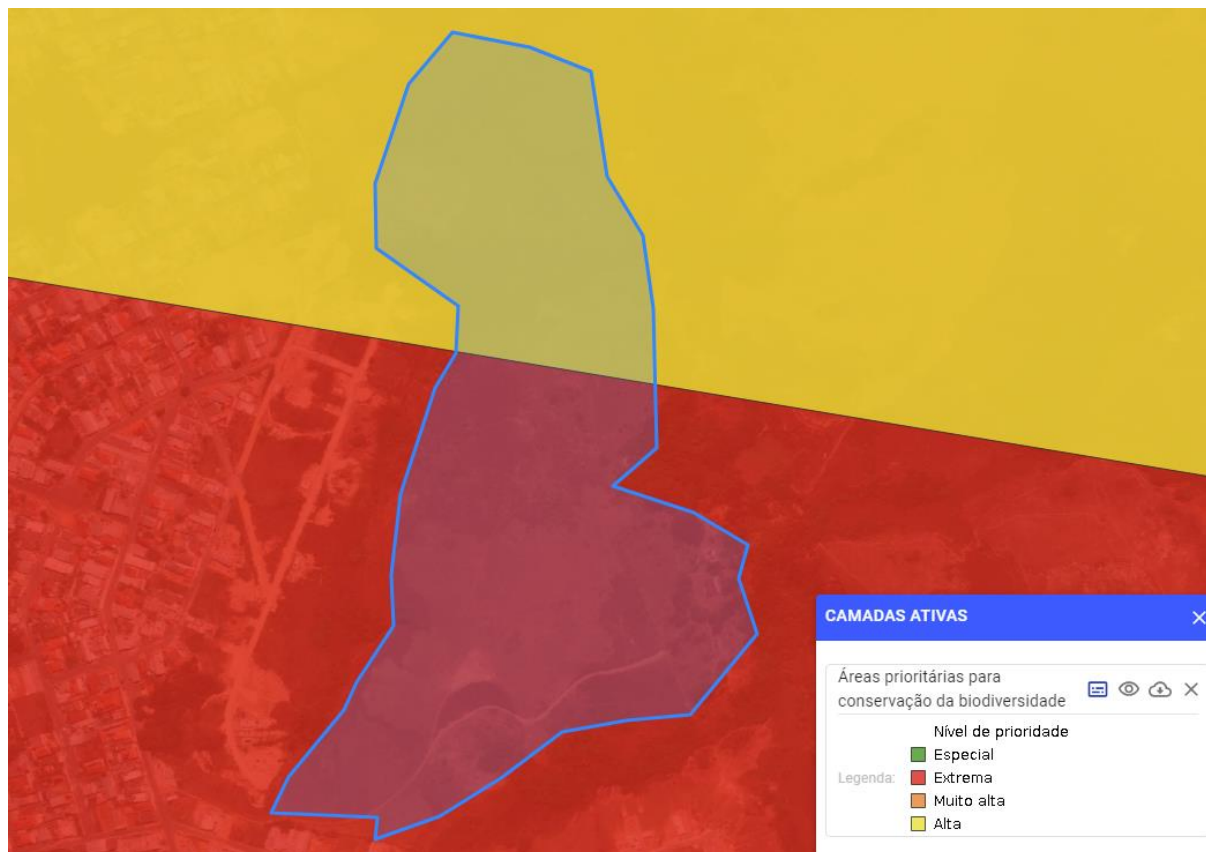 CAMADAS ATIVAS
Áreas prioritárias para
conservação da biodiversidade
Nível de prioridade
Especial
Legenda:
Extrema
Muito alta
Alta